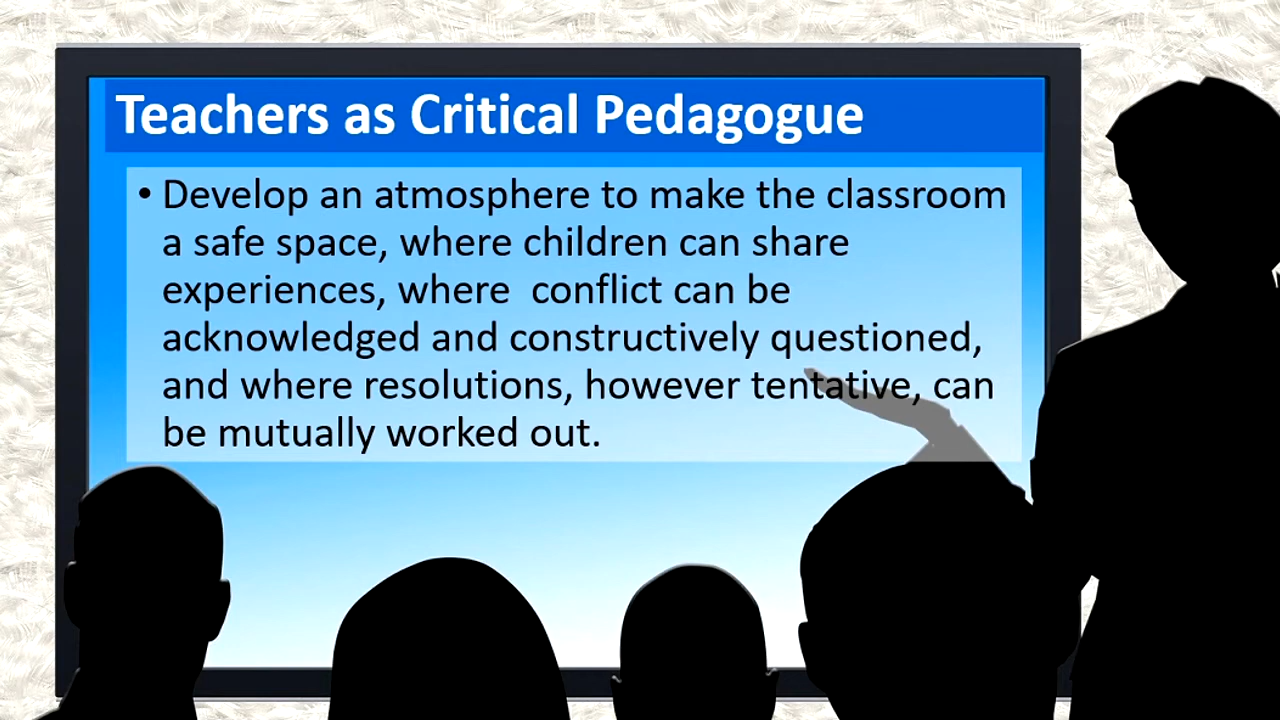 Teachers as Critical Pedagogue
• Develop an atmosphere to make the classroom
a safe space, where children can share
experiences, where  conflict can be
acknowledged and constructively questioned,
and where resolutions, however tentative, can
be mutually worked out.